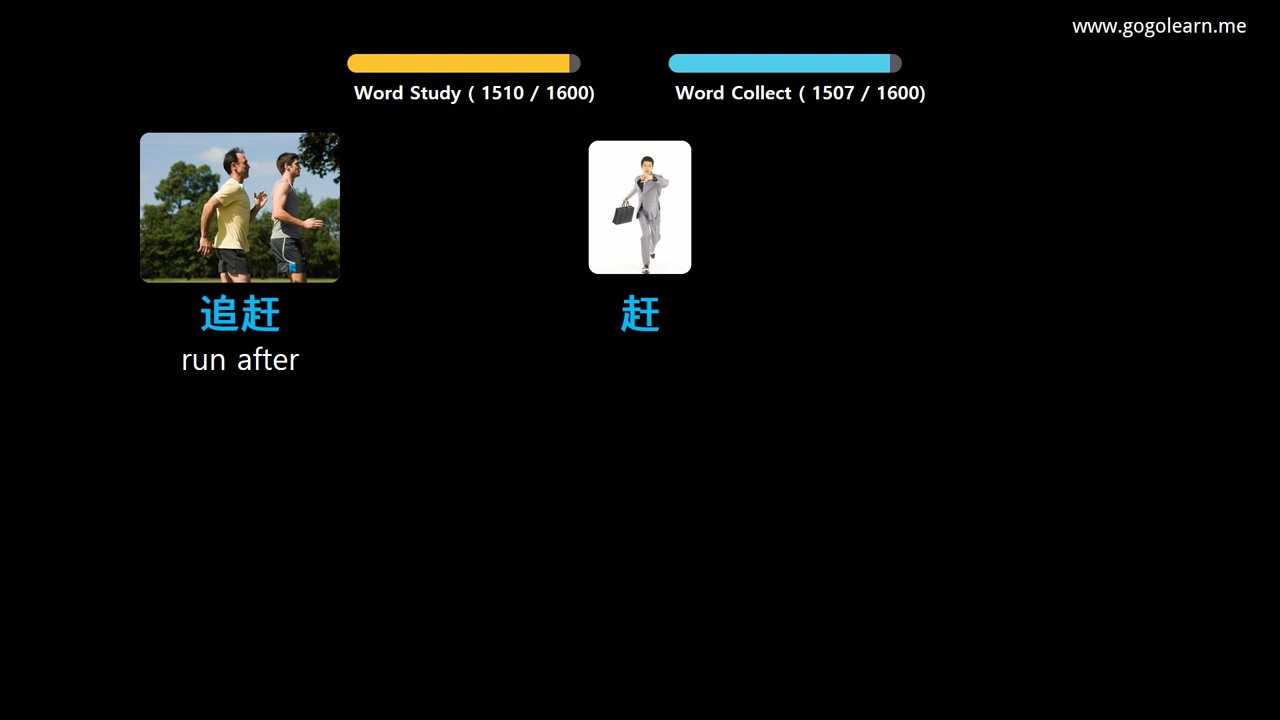 www.gogolearn.me
Word Study ( 1510 / 1600)
Word Collect ( 1507 / 1600)
追赶
run after
赶